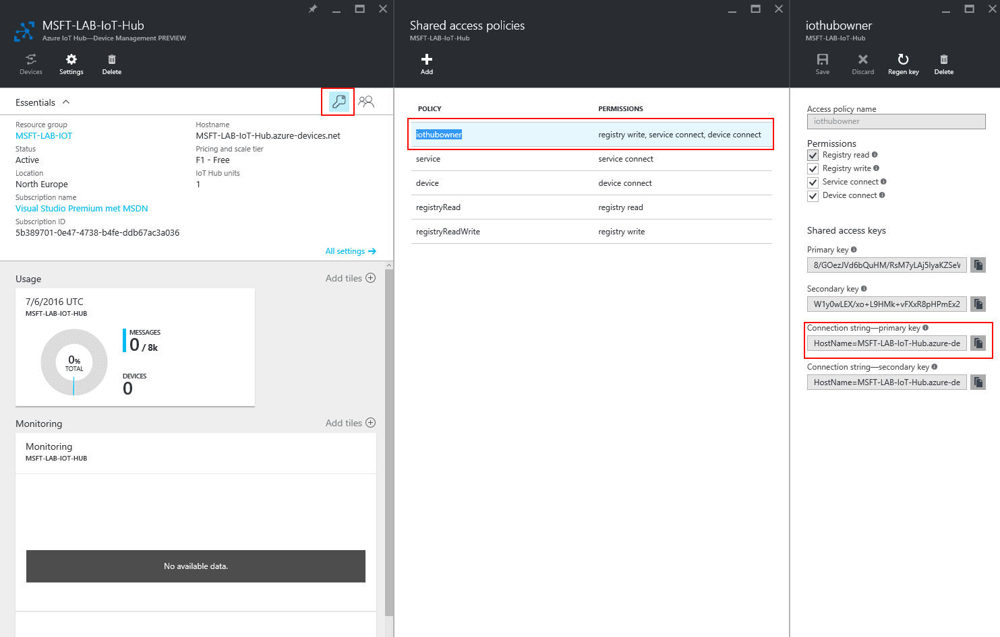 MSFT-LAB-IoT-Hub
Azure IoT Hub—Device Management PREVIEW
Devices
Settings
Delete
Essentials
Resource group
MSFT-LAB-IOT
Status
Active
Location
North Europe
Subscription name
Visual Studio Premium met MSDN
Subscription ID
5b389701-0e47-4738-b4fe-ddb67ac3a036
Hostname
MSFT-LAB-IoT-Hub.azure-devices.net
Pricing and scale tier
F1 - Free
IoT Hub units
1
All settings
Usage
Add tiles
7/6/2016 UTC
MSFT-LAB-IOT-HUB
0%
TOTAL
MESSAGES
0 / 8k
DEVICES
0
Monitoring
Add tiles
Monitoring
MSFT-LAB-IOT-HUB
No available data.
Shared access policies
MSFT-LAB-IoT-Hub
Add
POLICY PERMISSIONS
iothubowner registry write, service connect, device connect
service service connect
device device connect
registryRead registry read
registryReadWrite registry write
iothubowner
MSFT-LAB-IoT-Hub
Save
Discard
Regen key
Delete
Access policy name
iothubowner
Permissions
Registry read
Registry write
Service connect
Device connect
Shared access keys
Primary key
8/GOezJVd6bQuHM/RsM7yLAj5IyaKZSeV
Secondary key
W1y0wLEX/xo+L9HMk+vFXxR8pHPmEx2
Connection string—primary key
HostName=MSFT-LAB-IoT-Hub.azure-de
Connection string—secondary key
HostName=MSFT-LAB-IoT-Hub.azure-de